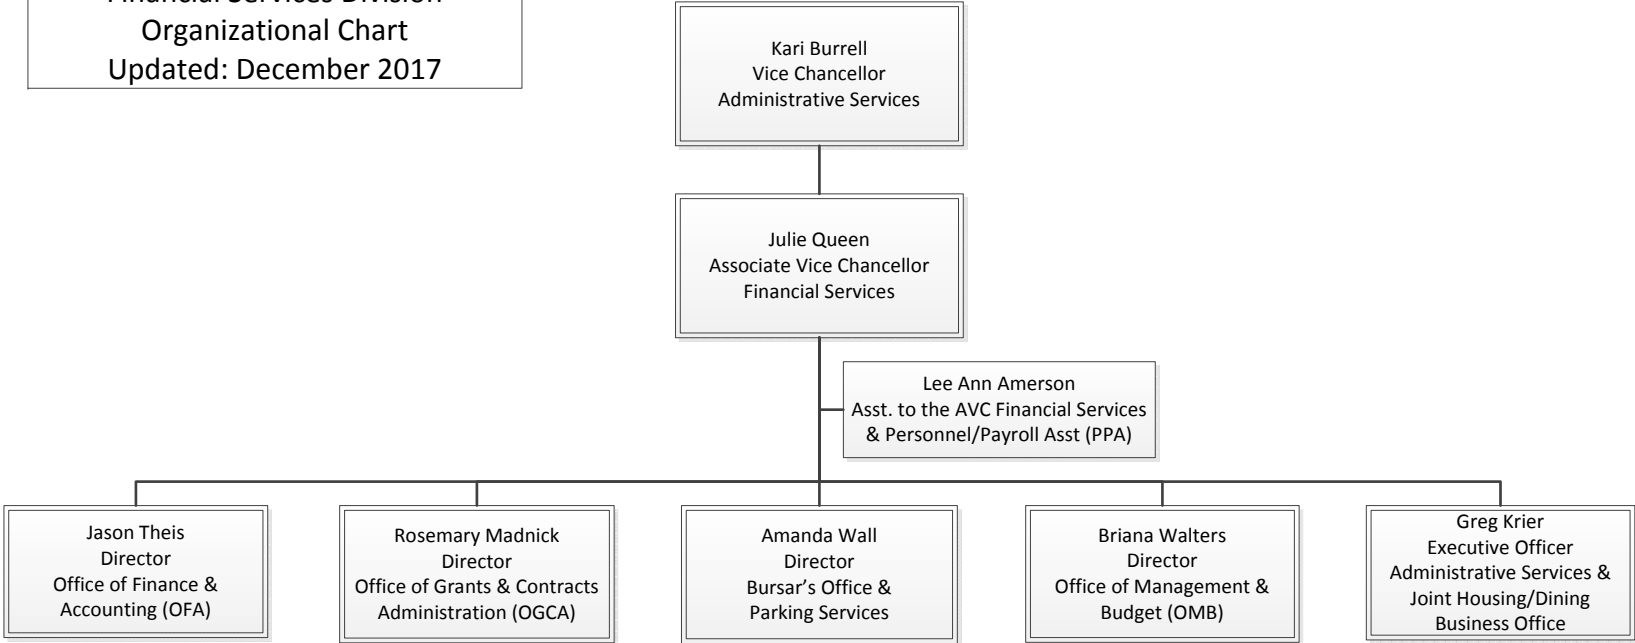 Financial Services Division
Organizational Chart
Updated: December 2017
Kari Burrell
Vice Chancellor
Administrative Services
Julie Queen
Associate Vice Chancellor
Financial Services
Lee Ann Amerson
Asst. to the AVC Financial Services
& Personnel/Payroll Asst (PPA)
Jason Theis
Director
Office of Finance &
Accounting (OFA)
Rosemary Madnick
Director
Office of Grants & Contracts
Administration (OGCA)
Amanda Wall
Director
Bursar’s Office &
Parking Services
Briana Walters
Director
Office of Management &
Budget (OMB)
Greg Krier
Executive Officer
Administrative Services &
Joint Housing/Dining
Business Office